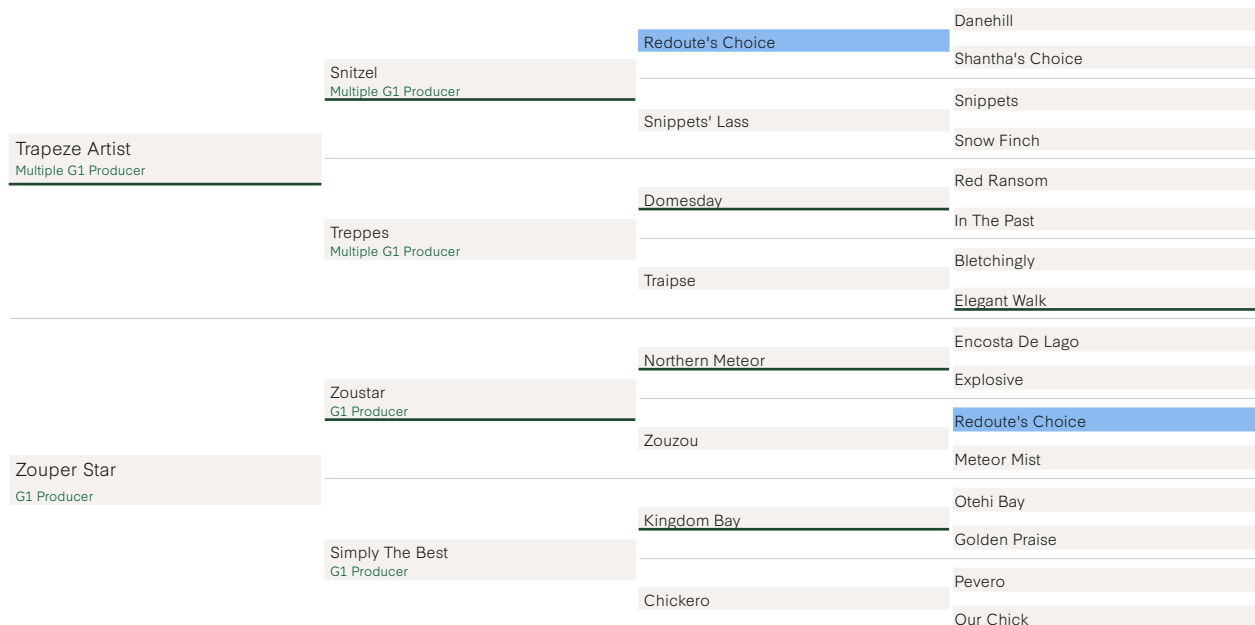 Trapeze Artist
Multiple G1 Producer
Zouper Star
G1 Producer
Snitzel
Multiple G1 Producer
Treppes
Multiple G1 Producer
Zoustar
G1 Producer
Simply The Best
G1 Producer
Redoute's Choice
Snippets' Lass
Domesday
Traipse
Northern Meteor
Zouzou
Kingdom Bay
Chickero
Danehill
Shantha's Choice
Snippets
Snow Finch
Red Ransom
In The Past
Bletchingly
Elegant Walk
Encosta De Lago
Explosive
Redoute's Choice
Meteor Mist
Otehi Bay
Golden Praise
Pevero
Our Chick